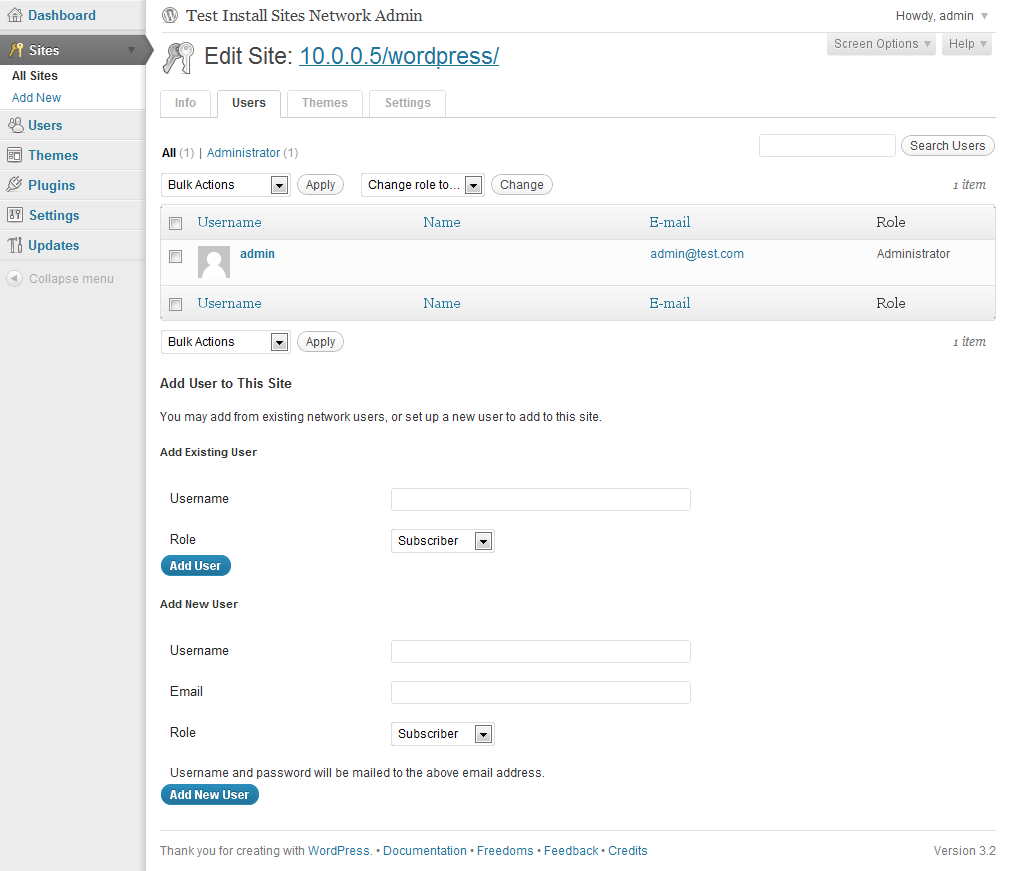 Dashboard
Sites
All Sites
Add New
Users
Themes
Plugins
Settings
Updates
Collapse menu
Test Install Sites Network Admin
Howdy, admin
Screen Options
Help
Edit Site: 10.0.0.5/wordpress/
Info Users Themes Settings
All (1) | Administrator (1)
Search Users
Bulk Actions Apply Change role to... Change 1 item
Username Name E-mail Role
admin admin@test.com Administrator
Username Name E-mail Role
Bulk Actions Apply 1 item
Add User to This Site
You may add from existing network users, or set up a new user to add to this site.
Add Existing User
Username
Role Subscriber
Add User
Add New User
Username
Email
Role Subscriber
Username and password will be mailed to the above email address.
Add New User
Thank you for creating with WordPress. • Documentation • Freedoms • Feedback • Credits Version 3.2